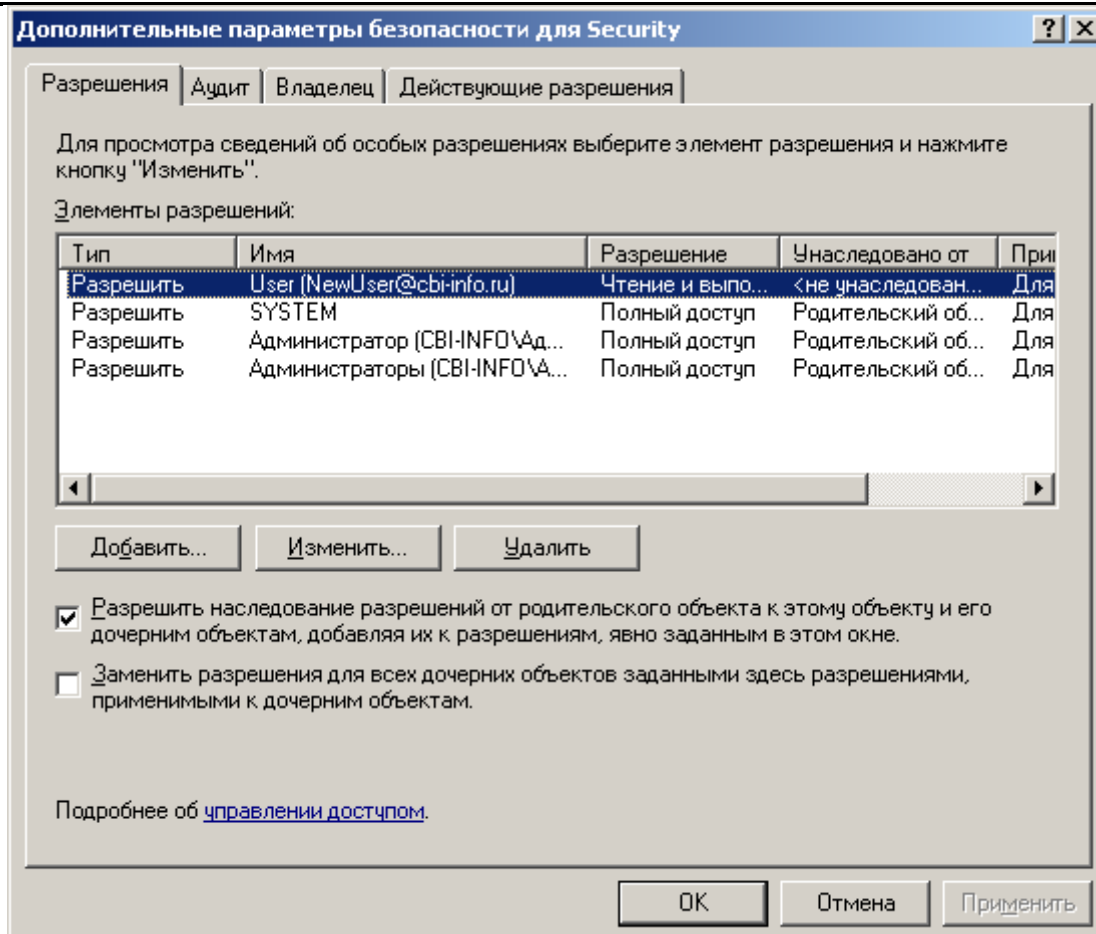 Дополнительные параметры безопасности для Security
Разрешения Аудит Владелец Действующие разрешения
Для просмотра сведений об особых разрешениях выберите элемент разрешения и нажмите
кнопку "Изменить".
Элементы разрешений:
Тип Имя Разрешение Унаследовано от При
Разрешить User (NewUser@cbi-info.ru) Чтение и выпо... <не унаследован... Для
Разрешить SYSTEM Полный доступ Родительский об... Для
Разрешить Администратор (CBI-INFO\Ад... Полный доступ Родительский об... Для
Разрешить Администраторы (CBI-INFO\А... Полный доступ Родительский об... Для
Добавить... Изменить... Удалить
Разрешить наследование разрешений от родительского объекта к этому объекту и его
дочерним объектам, добавляя их к разрешениям, явно заданным в этом окне.
Заменить разрешения для всех дочерних объектов заданными здесь разрешениями,
применимыми к дочерним объектам.
Подробнее об управлении доступом.
OK Отмена Применить